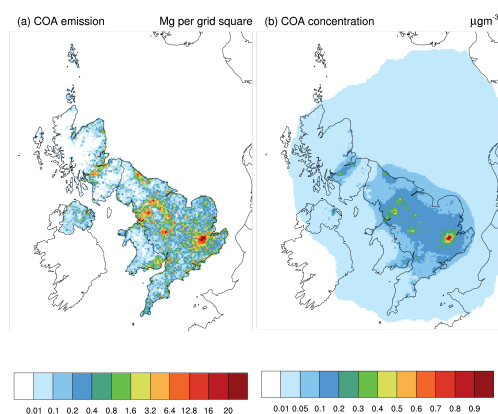 (a) COA emission Mg per grid square
(b) COA concentration μgm-3
0.01 0.1 0.2 0.4 0.8 1.6 3.2 6.4 12.8 16 20
0.01 0.05 0.1 0.2 0.3 0.4 0.5 0.6 0.7 0.8 0.9